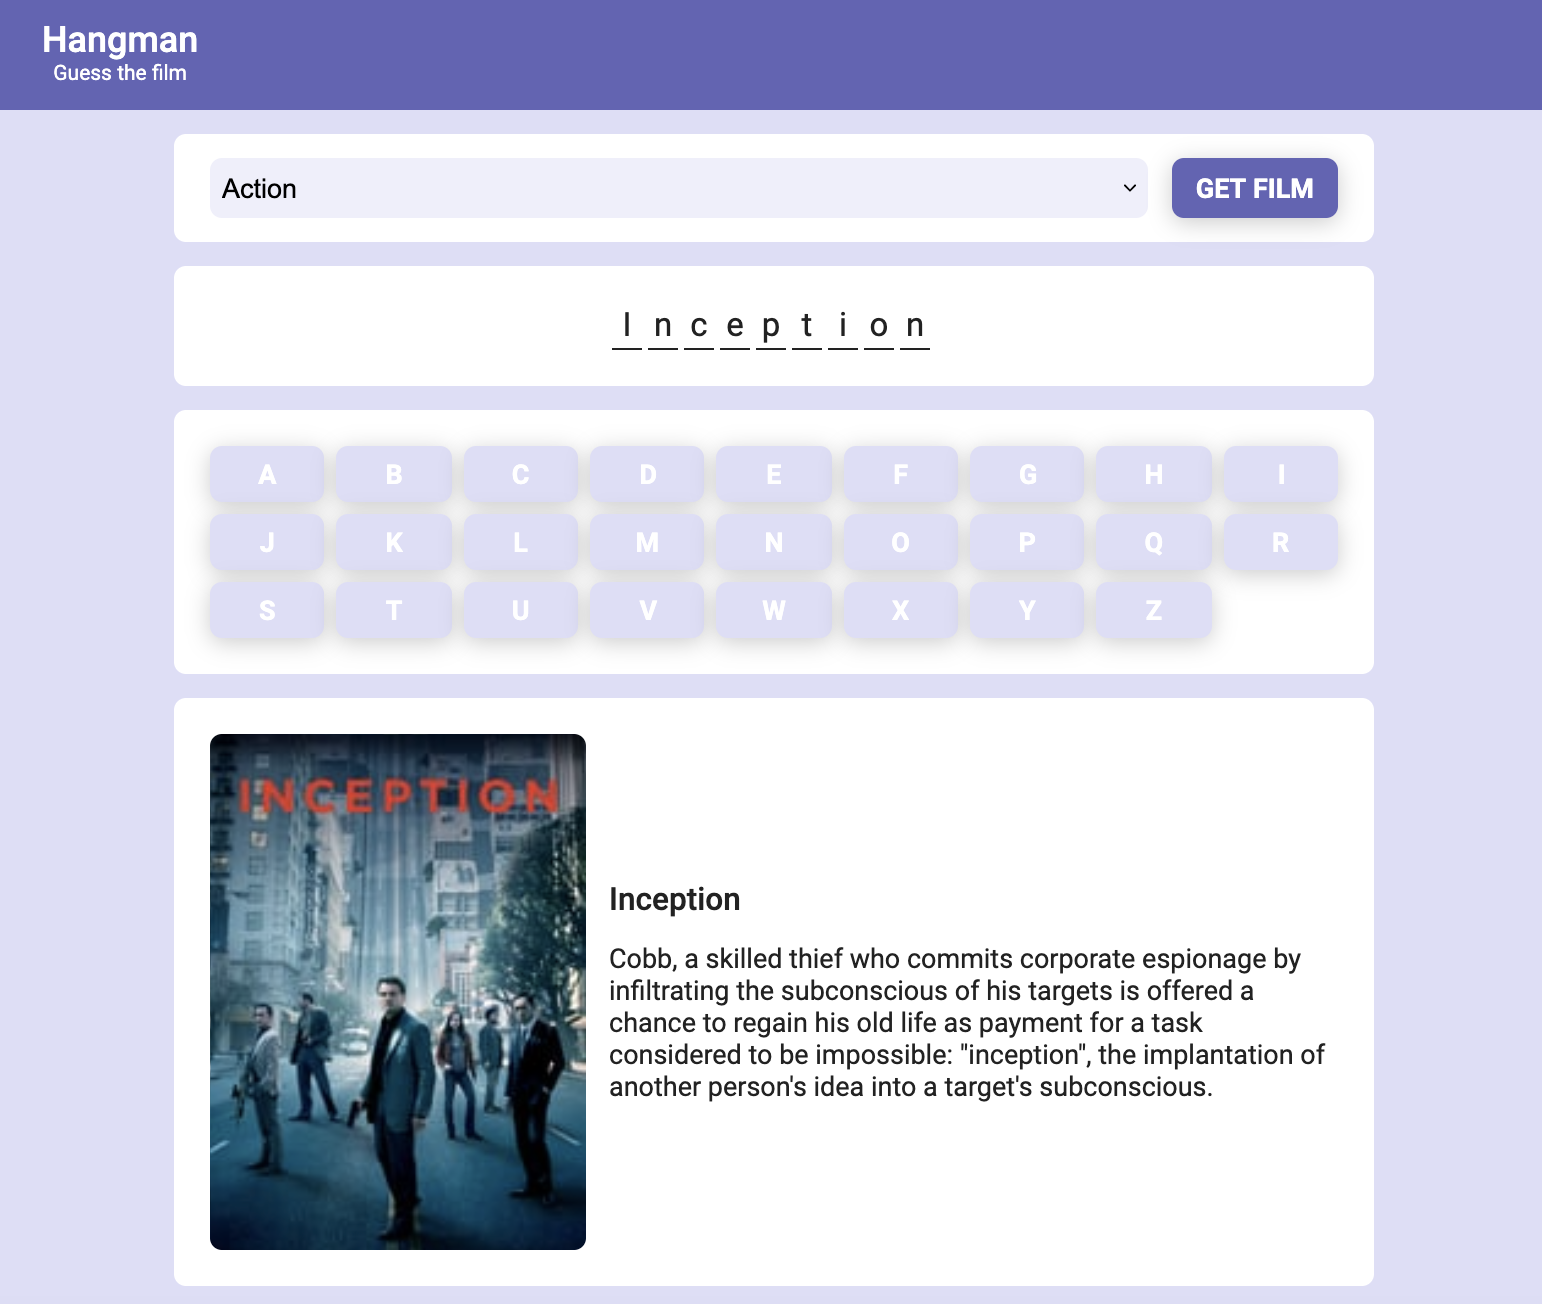 Hangman
Guess the film
Action
GET FILM
Inception
A B C D E F G H I
J K L M N O P Q R
S T U V W X Y Z
INCEPTION
Inception
Cobb, a skilled thief who commits corporate espionage by
infiltrating the subconscious of his targets is offered a
chance to regain his old life as payment for a task
considered to be impossible: "inception", the implantation of
another person's idea into a target's subconscious.